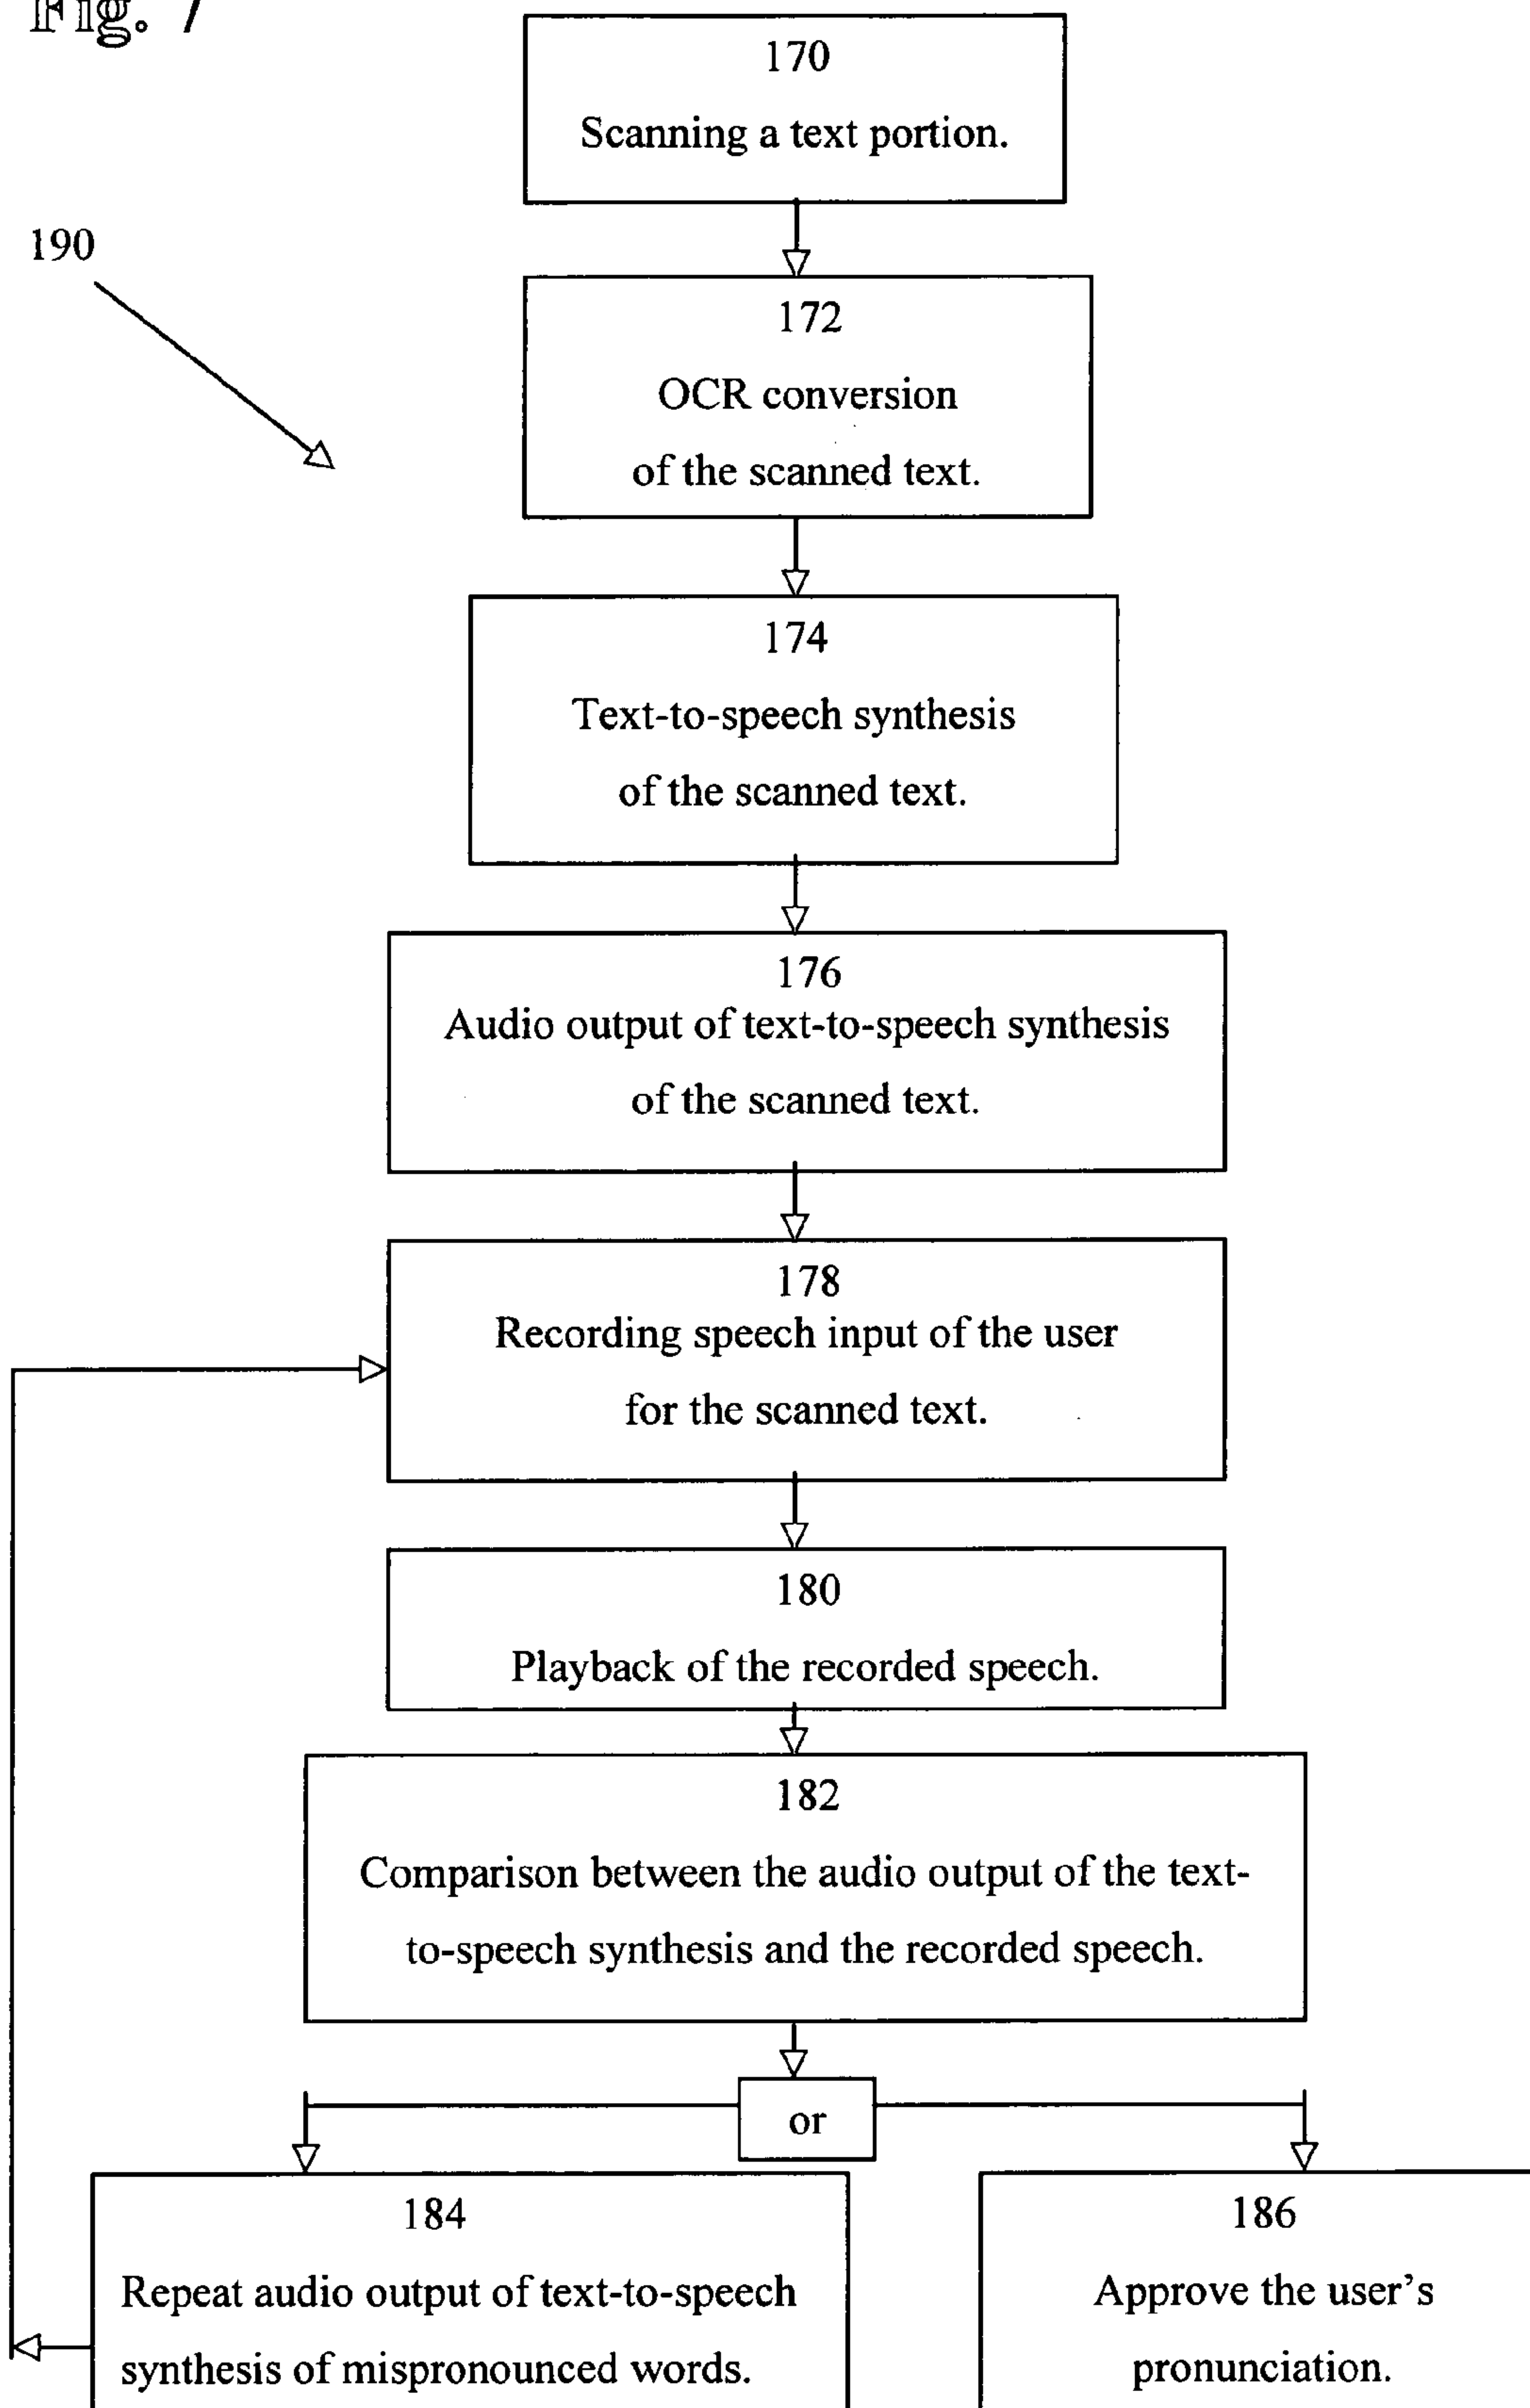 Fig. 7
170
Scanning a text portion.
190
172
OCR conversion
of the scanned text.
174
Text-to-speech synthesis
of the scanned text.
176
Audio output of text-to-speech synthesis
of the scanned text.
178
Recording speech input of the user
for the scanned text.
180
Playback of the recorded speech.
182
Comparison between the audio output of the text-
to-speech synthesis and the recorded speech.
or
184
Repeat audio output of text-to-speech
synthesis of mispronounced words.
186
Approve the user's
pronunciation.